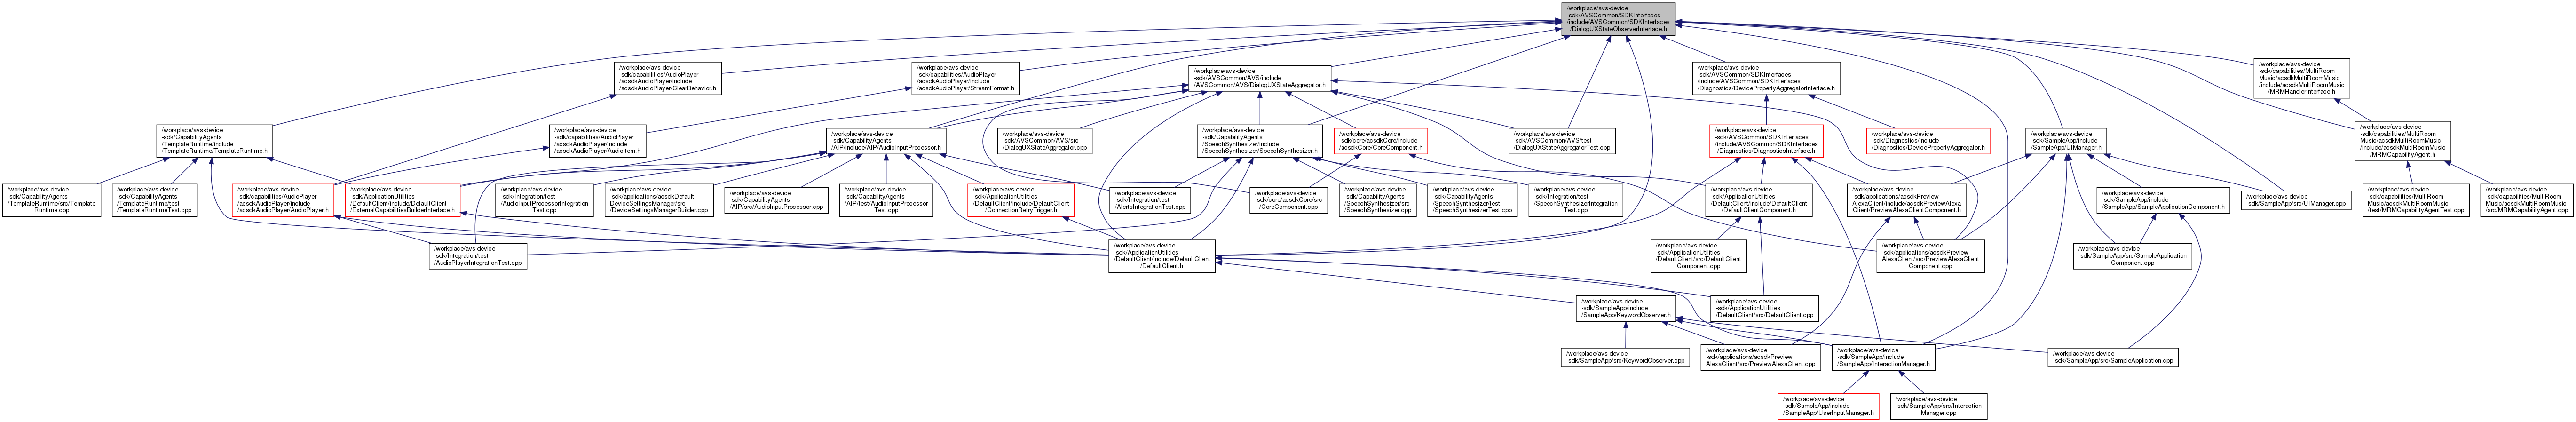 /workplace/avs-device
-sdk/AVSCommon/SDKInterfaces
/include/AVSCommon/SDKInterfaces
/DialogUXStateObserverInterface.h
/workplace/avs-device
-sdk/capabilities/AudioPlayer
/acsdkAudioPlayer/include
/acsdkAudioPlayer/ClearBehavior.h
/workplace/avs-device
-sdk/capabilities/AudioPlayer
/acsdkAudioPlayer/include
/acsdkAudioPlayer/StreamFormat.h
/workplace/avs-device
-sdk/AVSCommon/AVS/include
/AVSCommon/AVS/DialogUXStateAggregator.h
/workplace/avs-device
-sdk/AVSCommon/SDKInterfaces
/include/AVSCommon/SDKInterfaces
/Diagnostics/DevicePropertyAggregatorInterface.h
/workplace/avs-device
-sdk/capabilities/MultiRoom
Music/acsdkMultiRoomMusic
/include/acsdkMultiRoomMusic
/MRMHandlerInterface.h
/workplace/avs-device
-sdk/CapabilityAgents
/TemplateRuntime/include
/TemplateRuntime/TemplateRuntime.h
/workplace/avs-device
-sdk/capabilities/AudioPlayer
/acsdkAudioPlayer/include
/acsdkAudioPlayer/AudioItem.h
/workplace/avs-device
-sdk/CapabilityAgents
/AIP/include/AIP/AudioInputProcessor.h
/workplace/avs-device
-sdk/AVSCommon/AVS/src
/DialogUXStateAggregator.cpp
/workplace/avs-device
-sdk/CapabilityAgents
/SpeechSynthesizer/include
/SpeechSynthesizer/SpeechSynthesizer.h
/workplace/avs-device
-sdk/core/acsdkCore/include
/acsdkCore/CoreComponent.h
/workplace/avs-device
-sdk/AVSCommon/AVS/test
/DialogUXStateAggregatorTest.cpp
/workplace/avs-device
-sdk/AVSCommon/SDKInterfaces
/include/AVSCommon/SDKInterfaces
/Diagnostics/DiagnosticsInterface.h
/workplace/avs-device
-sdk/Diagnostics/include
/Diagnostics/DevicePropertyAggregator.h
/workplace/avs-device
-sdk/SampleApp/include
/SampleApp/UIManager.h
/workplace/avs-device
-sdk/capabilities/MultiRoom
Music/acsdkMultiRoomMusic
/include/acsdkMultiRoomMusic
/MRMCapabilityAgent.h
/workplace/avs-device
-sdk/CapabilityAgents
/TemplateRuntime/src/Template
Runtime.cpp
/workplace/avs-device
-sdk/CapabilityAgents
/TemplateRuntime/test
/TemplateRuntimeTest.cpp
/workplace/avs-device
-sdk/capabilities/AudioPlayer
/acsdkAudioPlayer/include
/acsdkAudioPlayer/AudioPlayer.h
/workplace/avs-device
-sdk/ApplicationUtilities
/DefaultClient/include/DefaultClient
/ExternalCapabilitiesBuilderInterface.h
/workplace/avs-device
-sdk/Integration/test
/AudioInputProcessorIntegration
Test.cpp
/workplace/avs-device
-sdk/applications/acsdkDefault
DeviceSettingsManager/src
/DeviceSettingsManagerBuilder.cpp
/workplace/avs-device
-sdk/CapabilityAgents
/AIP/src/AudioInputProcessor.cpp
/workplace/avs-device
-sdk/CapabilityAgents
/AIP/test/AudioInputProcessor
Test.cpp
/workplace/avs-device
-sdk/ApplicationUtilities
/DefaultClient/include/DefaultClient
/ConnectionRetryTrigger.h
/workplace/avs-device
-sdk/Integration/test
/AlertsIntegrationTest.cpp
/workplace/avs-device
-sdk/core/acsdkCore/src
/CoreComponent.cpp
/workplace/avs-device
-sdk/CapabilityAgents
/SpeechSynthesizer/src
/SpeechSynthesizer.cpp
/workplace/avs-device
-sdk/CapabilityAgents
/SpeechSynthesizer/test
/SpeechSynthesizerTest.cpp
/workplace/avs-device
-sdk/Integration/test
/SpeechSynthesizerIntegration
Test.cpp
/workplace/avs-device
-sdk/ApplicationUtilities
/DefaultClient/include/DefaultClient
/DefaultClientComponent.h
/workplace/avs-device
-sdk/applications/acsdkPreview
AlexaClient/include/acsdkPreviewAlexa
Client/PreviewAlexaClientComponent.h
/workplace/avs-device
-sdk/SampleApp/include
/SampleApp/SampleApplicationComponent.h
/workplace/avs-device
-sdk/SampleApp/src/UIManager.cpp
/workplace/avs-device
-sdk/capabilities/MultiRoom
Music/acsdkMultiRoomMusic
/test/MRMCapabilityAgentTest.cpp
/workplace/avs-device
-sdk/capabilities/MultiRoom
Music/acsdkMultiRoomMusic
/src/MRMCapabilityAgent.cpp
/workplace/avs-device
-sdk/Integration/test
/AudioPlayerIntegrationTest.cpp
/workplace/avs-device
-sdk/ApplicationUtilities
/DefaultClient/include/DefaultClient
/DefaultClient.h
/workplace/avs-device
-sdk/ApplicationUtilities
/DefaultClient/src/DefaultClient
Component.cpp
/workplace/avs-device
-sdk/applications/acsdkPreview
AlexaClient/src/PreviewAlexaClient
Component.cpp
/workplace/avs-device
-sdk/SampleApp/src/SampleApplication
Component.cpp
/workplace/avs-device
-sdk/SampleApp/include
/SampleApp/KeywordObserver.h
/workplace/avs-device
-sdk/ApplicationUtilities
/DefaultClient/src/DefaultClient.cpp
/workplace/avs-device
-sdk/SampleApp/src/KeywordObserver.cpp
/workplace/avs-device
-sdk/applications/acsdkPreview
AlexaClient/src/PreviewAlexaClient.cpp
/workplace/avs-device
-sdk/SampleApp/include
/SampleApp/InteractionManager.h
/workplace/avs-device
-sdk/SampleApp/src/SampleApplication.cpp
/workplace/avs-device
-sdk/SampleApp/include
/SampleApp/UserInputManager.h
/workplace/avs-device
-sdk/SampleApp/src/Interaction
Manager.cpp